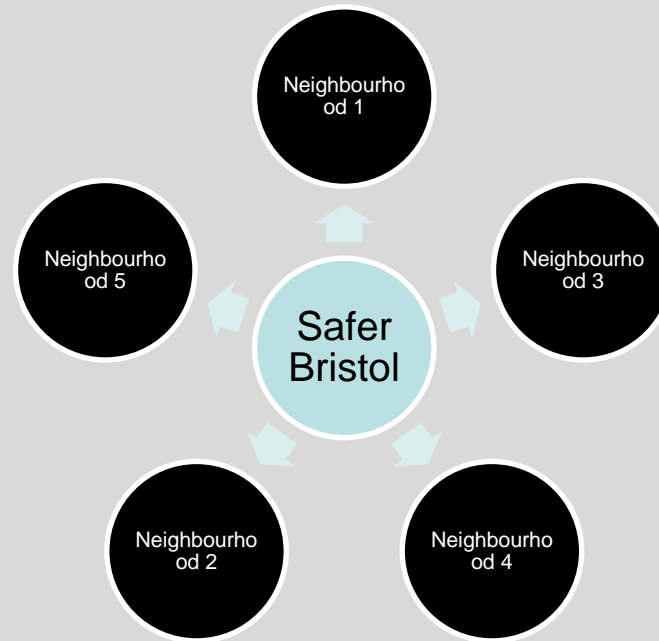 Neighbourho
od 1
Neighbourho
od 5
Neighbourho
od 3
Safer
Bristol
Neighbourho
od 2
Neighbourho
od 4